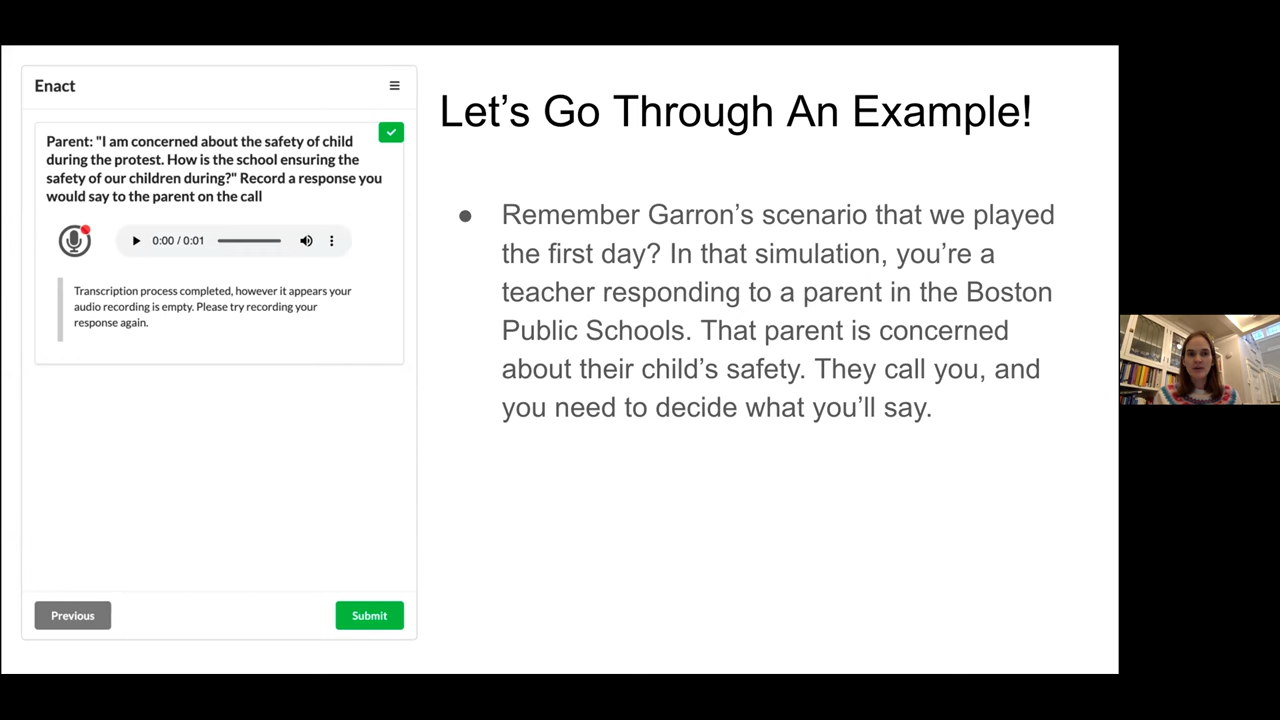 Enact
Parent: "I am concerned about the safety of child
during the protest. How is the school ensuring the
safety of our children during?" Record a response you
would say to the parent on the call
0:00 / 0:01
Transcription process completed, however it appears your
audio recording is empty. Please try recording your
response again.
Previous
Submit
Let's Go Through An Example!
● Remember Garron's scenario that we played
the first day? In that simulation, you're a
teacher responding to a parent in the Boston
Public Schools. That parent is concerned
about their child's safety. They call you, and
you need to decide what you'll say.